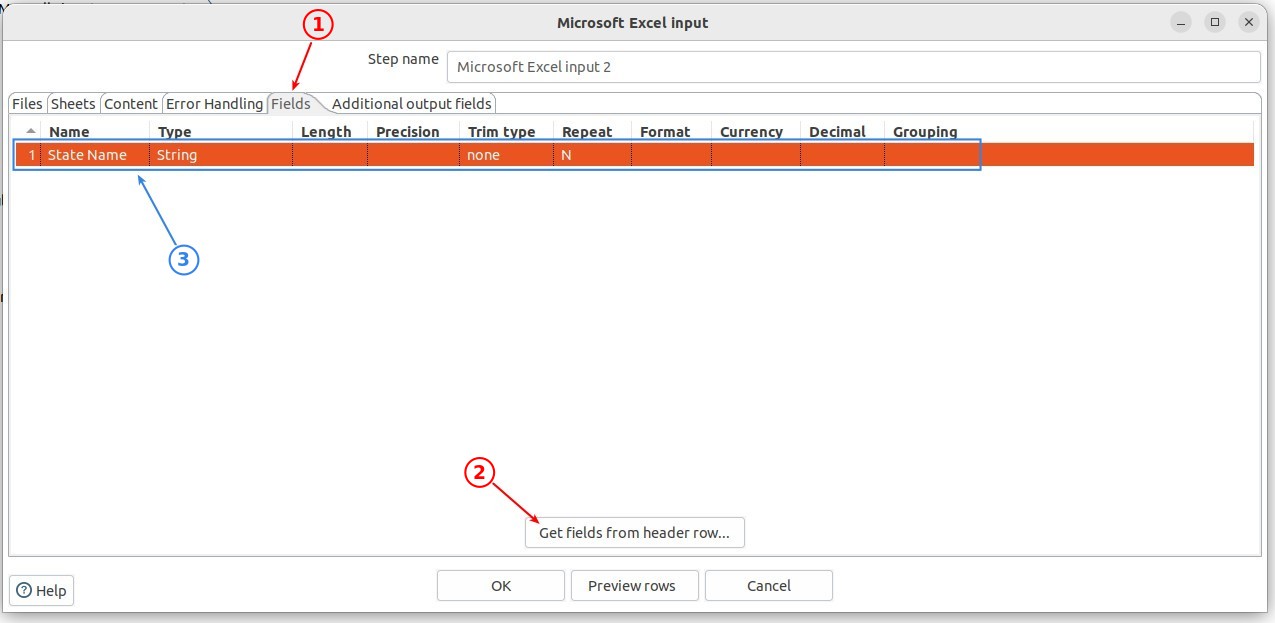 Microsoft Excel input
1
Step name Microsoft Excel input 2
Files Sheets Content Error Handling Fields Additional output fields
Name Type Length Precision Trim type Repeat Format Currency Decimal Grouping
1 State Name String none N
3
2
Get fields from header row...
OK Preview rows Cancel
Help